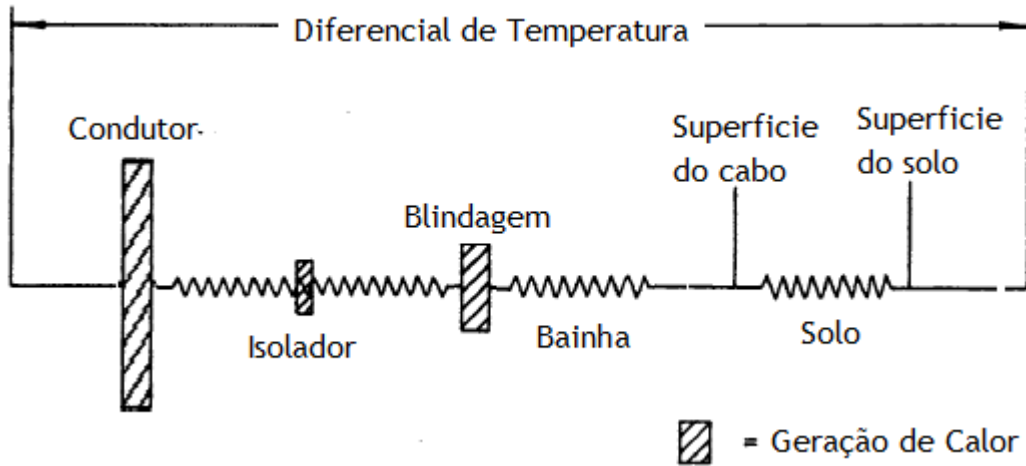 Diferencial de Temperatura
Condutor
Superficie
do cabo
Superficie
do solo
Blindagem
Isolador
Bainha
Solo
= Geração de Calor